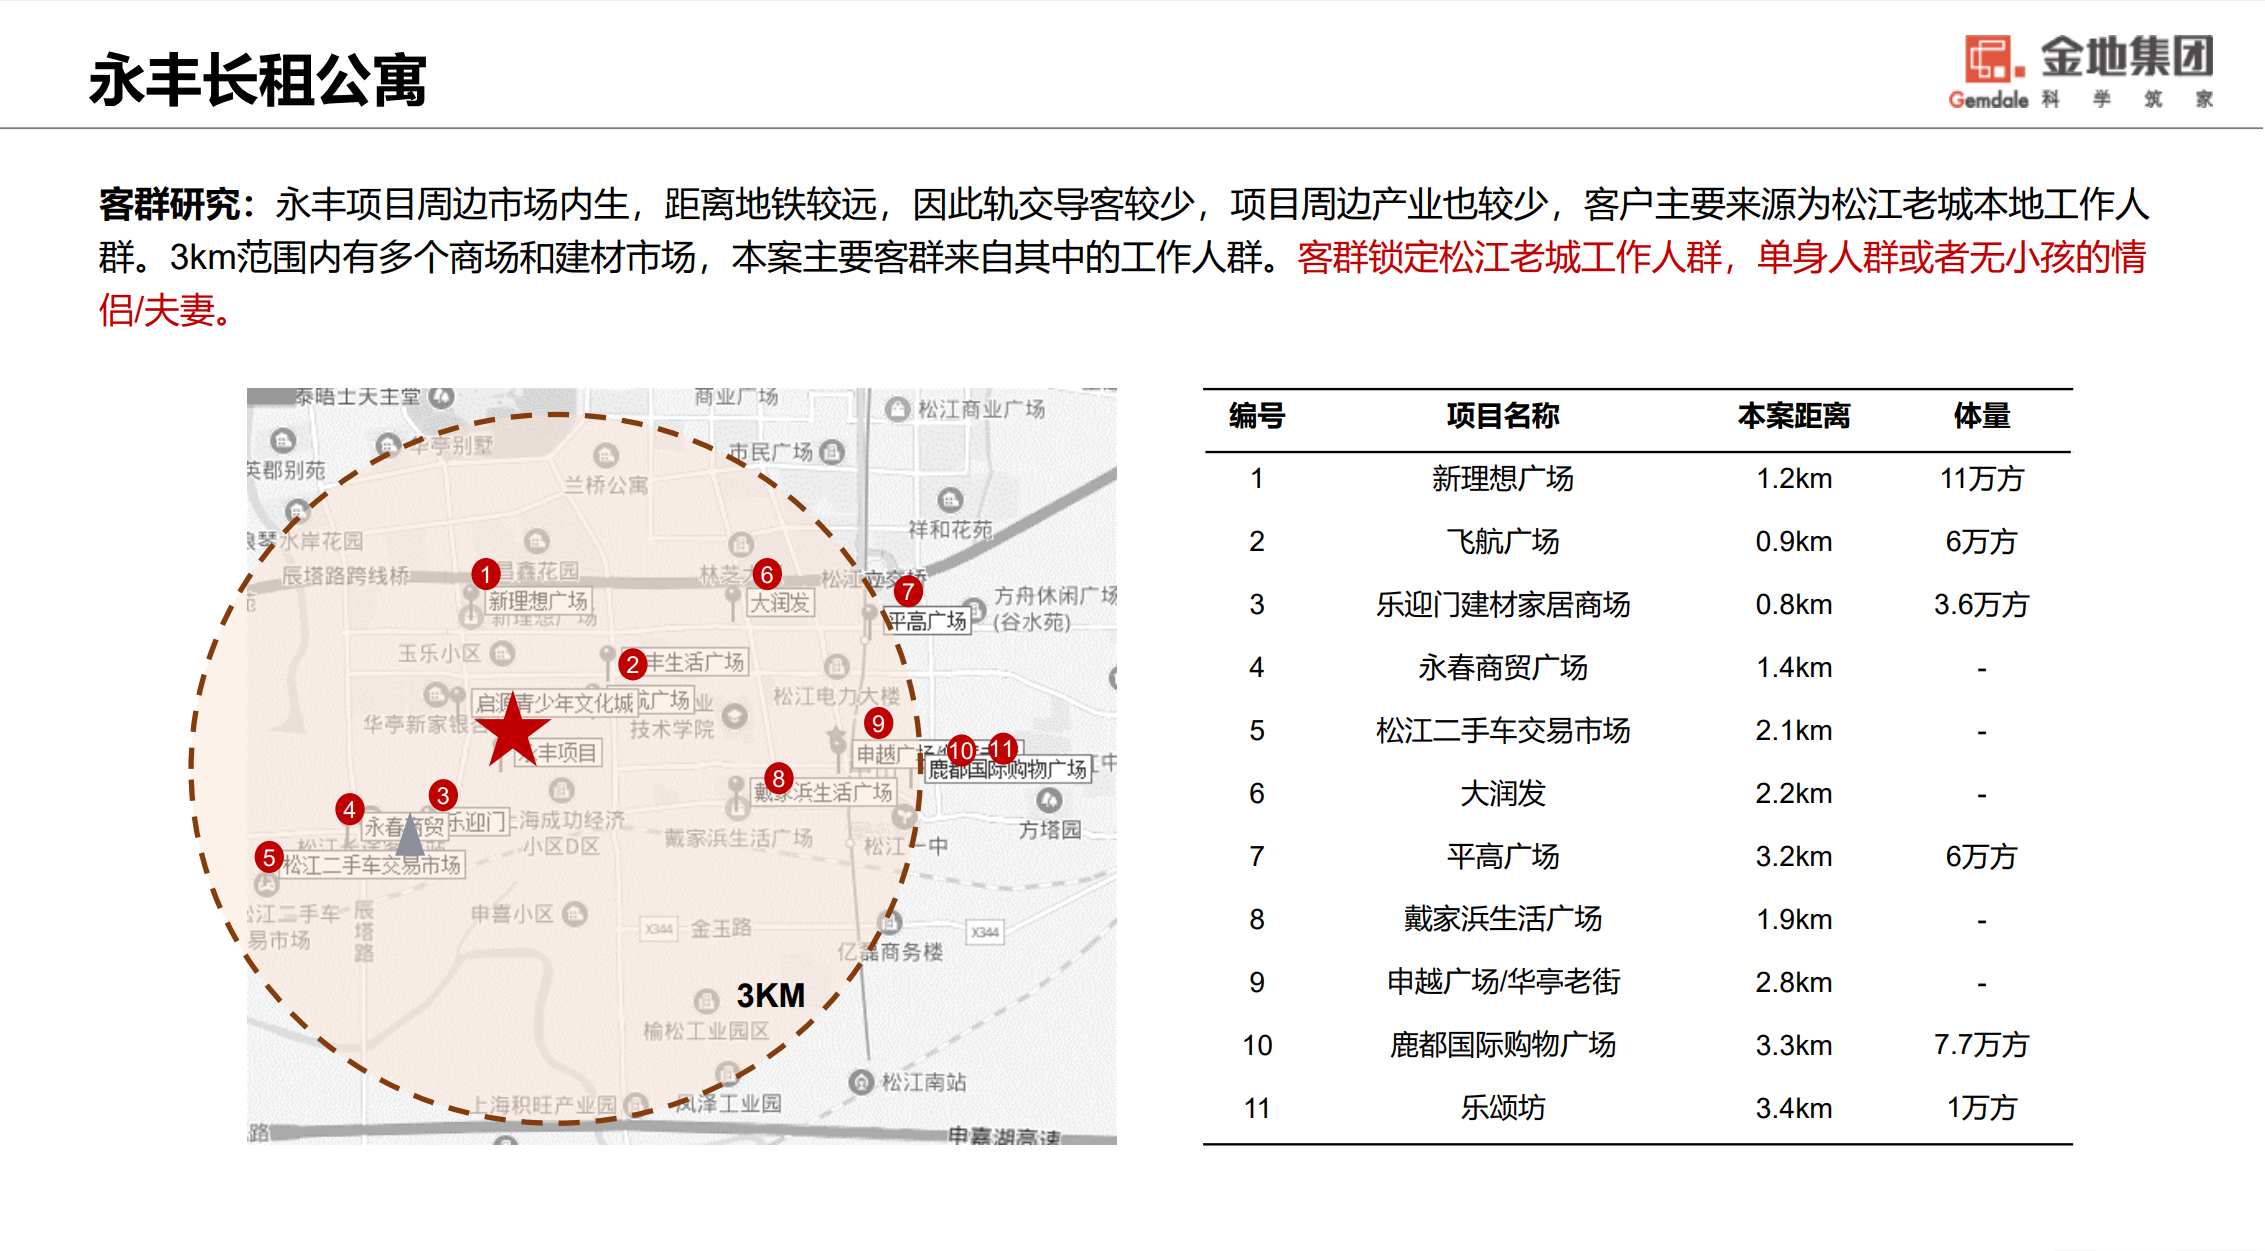 永丰长租公寓
金地集团
Gemdale 科学筑家
客群研究：永丰项目周边市场内生，距离地铁较远，因此轨交导客较少，项目周边产业也较少，客户主要来源为松江老城本地工作人
群。3km范围内有多个商场和建材市场，本案主要客群来自其中的工作人群。客群锁定松江老城工作人群，单身人群或者无小孩的情
侣/夫妻。
泰晤士天主堂
商业广场
松江商业广场
华亭别墅
市民广场
英郡别苑
兰桥公寓
祥和花苑
水岸花园
辰塔路跨线桥
1
昌鑫花园
6
7
方舟休闲广场
(谷水苑)
新理想广场
新理想广场
大润发
平高广场
玉乐小区
2
丰生活广场
松江电力大楼
启源青少年文化城
广场
技术学院
华亭新家
9
永丰项目
申越广场
10
11
鹿都国际购物广场
8
戴家浜生活广场
3
4
永春商贸
乐迎门
上海成功经济
小区D区
戴家浜生活广场
方塔园
松江一中
5
松江二手车交易市场
松江二手车
易市场
辰塔路
申喜小区
X344
金玉路
X344
亿磊商务楼
3KM
榆松工业园区
松江南站
上海积旺产业园
凤泽工业园
路
申嘉湖高速
编号 项目名称 本案距离 体量
1 新理想广场 1.2km 11万方
2 飞航广场 0.9km 6万方
3 乐迎门建材家居商场 0.8km 3.6万方
4 永春商贸广场 1.4km -
5 松江二手车交易市场 2.1km -
6 大润发 2.2km -
7 平高广场 3.2km 6万方
8 戴家浜生活广场 1.9km -
9 申越广场/华亭老街 2.8km -
10 鹿都国际购物广场 3.3km 7.7万方
11 乐颂坊 3.4km 1万方